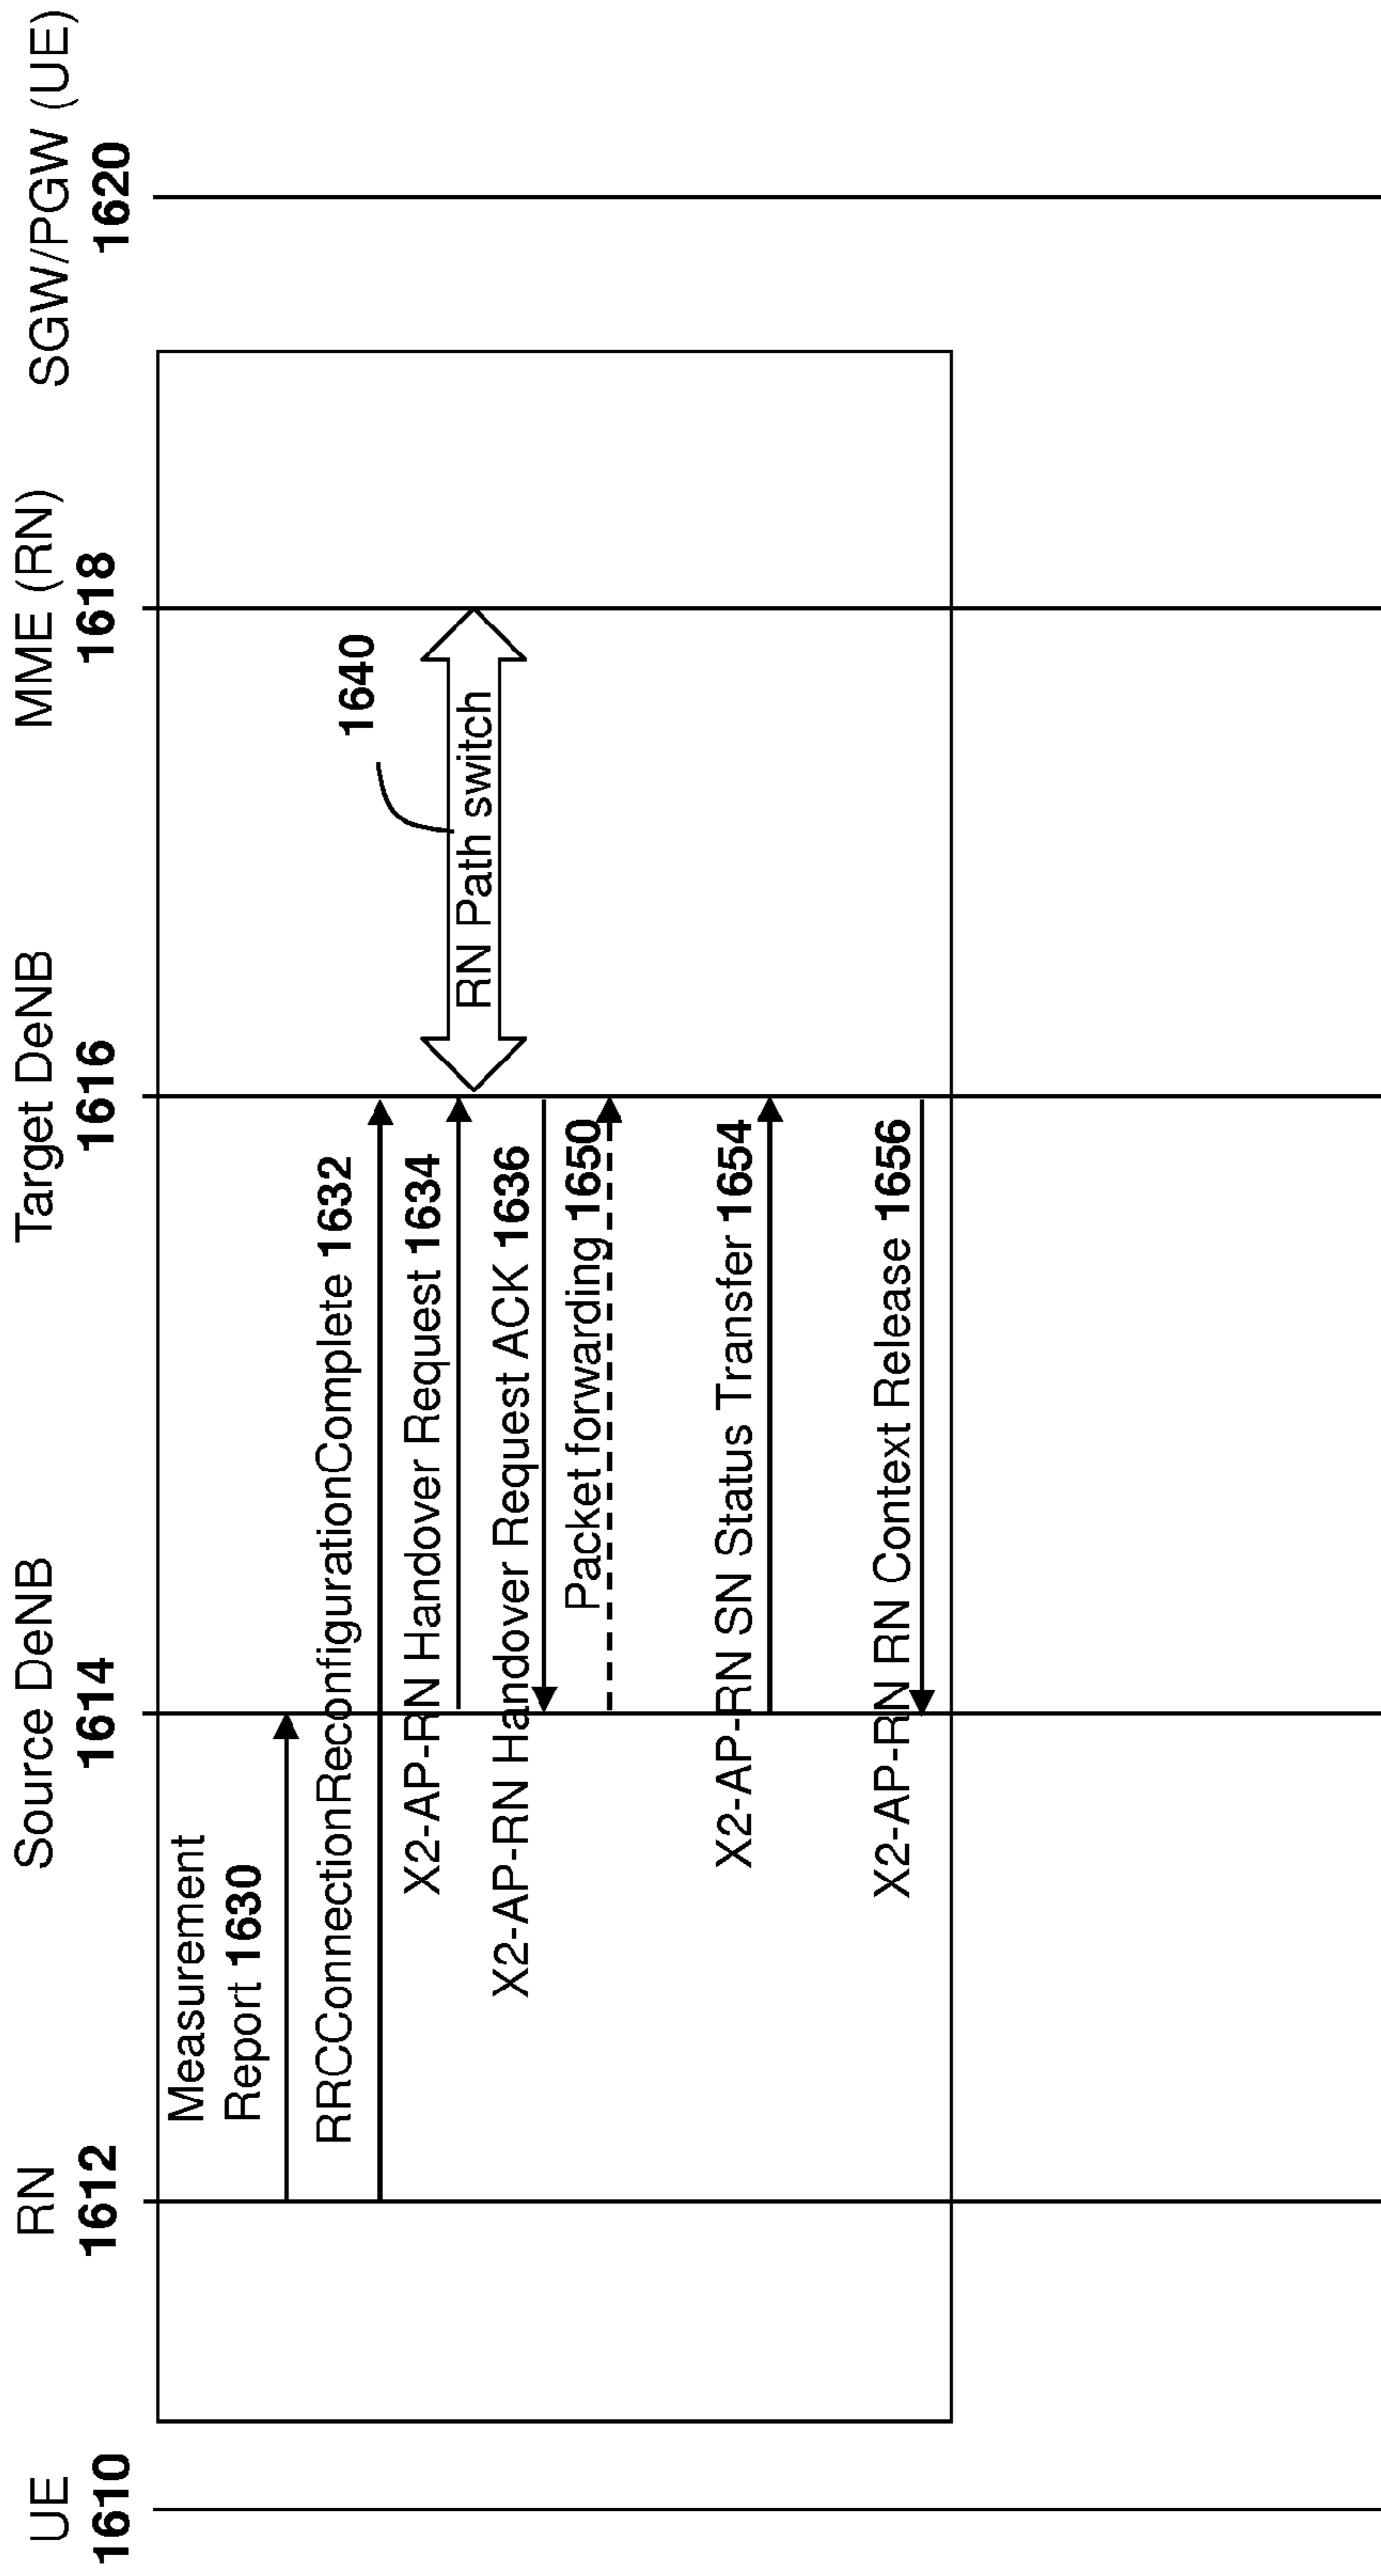 UE
1610
RN
1612
Source DeNB
1614
Target DeNB
1616
MME (RN)
1618
SGW/PGW (UE)
1620
Measurement
Report 1630
RRCConnectionReconfigurationComplete 1632
X2-AP-RN Handover Request 1634
1640
RN Path switch
X2-AP-RN Handover Request ACK 1636
Packet forwarding 1650
X2-AP-RN SN Status Transfer 1654
X2-AP-RN RN Context Release 1656